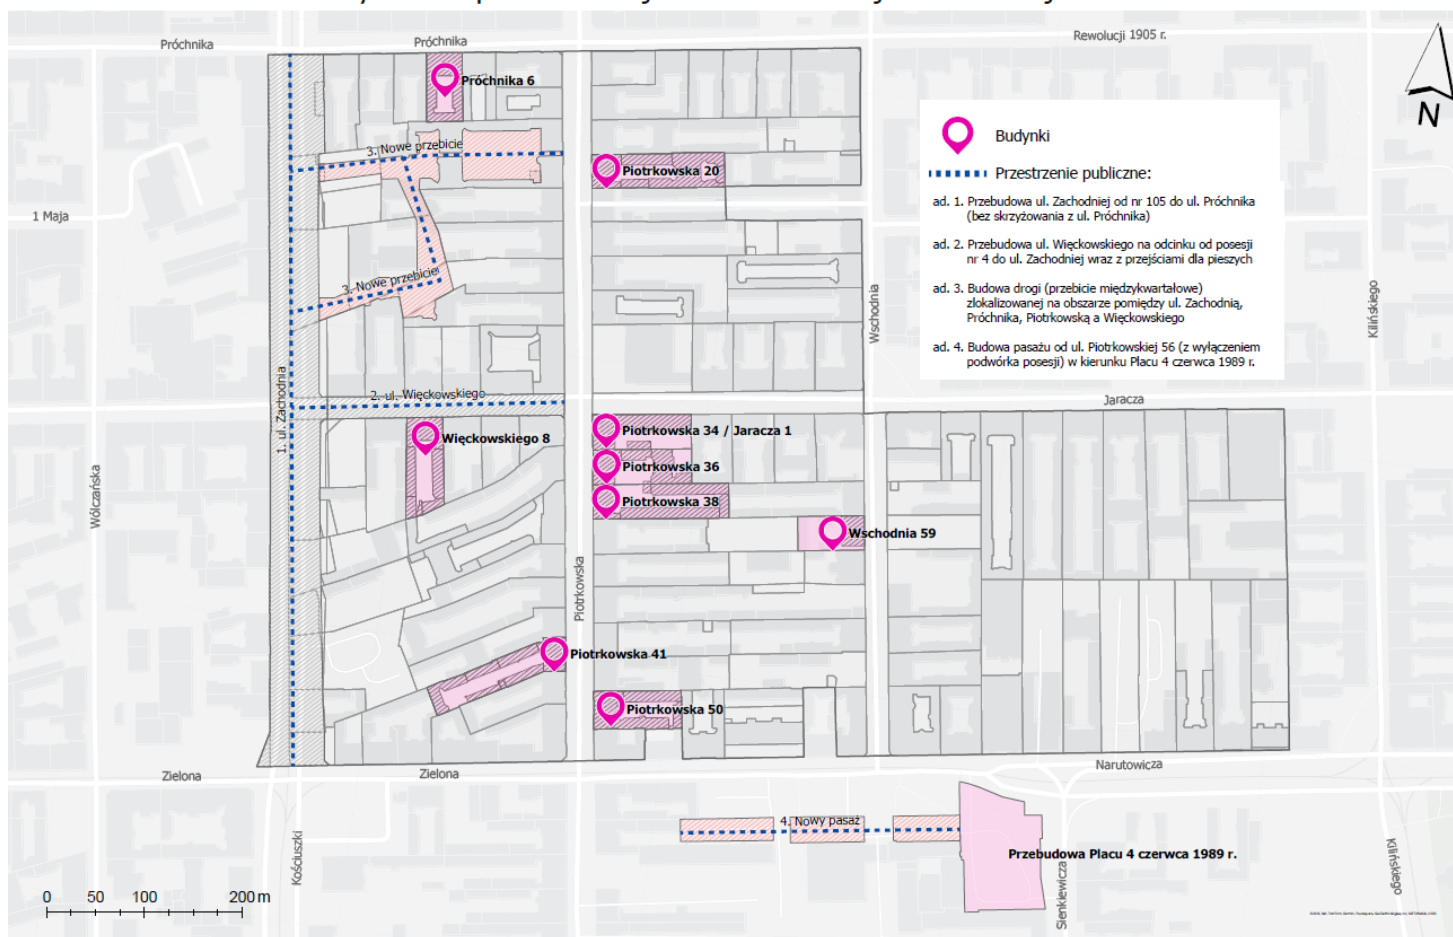 Próchnika
Próchnika
Rewolucji 1905 r.
Próchnika 6
N
3. Nowe przebicie
Piotrkowska 20
Budynki
Przestrzenie publiczne:
ad. 1. Przebudowa ul. Zachodniej od nr 105 do ul. Próchnika
(bez skrzyżowania z ul. Próchnika)
ad. 2. Przebudowa ul. Więckowskiego na odcinku od posesji
nr 4 do ul. Zachodniej wraz z przejściami dla pieszych
ad. 3. Budowa drogi (przebicie międzykwartałowe)
zlokalizowanej na obszarze pomiędzy ul. Zachodnią,
Próchnika, Piotrkowską a Więckowskiego
ad. 4. Budowa pasażu od ul. Piotrkowskiej 56 (z wyłączeniem
podwórka posesji) w kierunku Placu 4 czerwca 1989 r.
1 Maja
3. Nowe przebicie
Wschodnia
Kilińskiego
1. ul. Zachodnia
2. ul. Więckowskiego
Jaracza
Więckowskiego 8
Piotrkowska 34 / Jaracza 1
Piotrkowska 36
Piotrkowska 38
Wólczańska
Wschodnia 59
Piotrkowska
Piotrkowska 41
Piotrkowska 50
Zielona
Zielona
Narutowicza
4. Nowy pasaż
Przebudowa Placu 4 czerwca 1989 r.
Kościuszki
Sienkiewicza
Kilińskiego
0 50 100 200 m